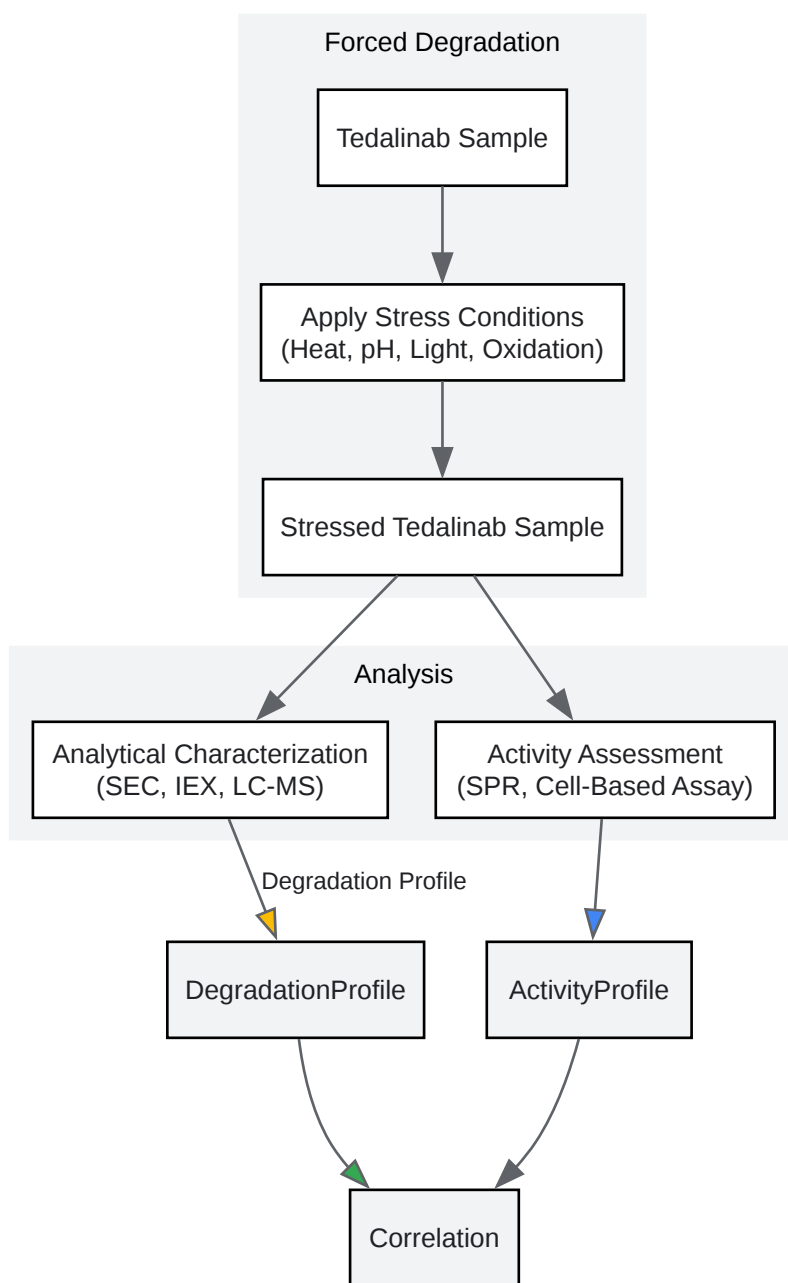 Forced Degradation
Tedalinab Sample
Apply Stress Conditions
(Heat, pH, Light, Oxidation)
Stressed Tedalinab Sample
Analysis
Analytical Characterization
(SEC, IEX, LC-MS)
Activity Assessment
(SPR, Cell-Based Assay)
Degradation Profile
DegradationProfile
ActivityProfile
Correlation